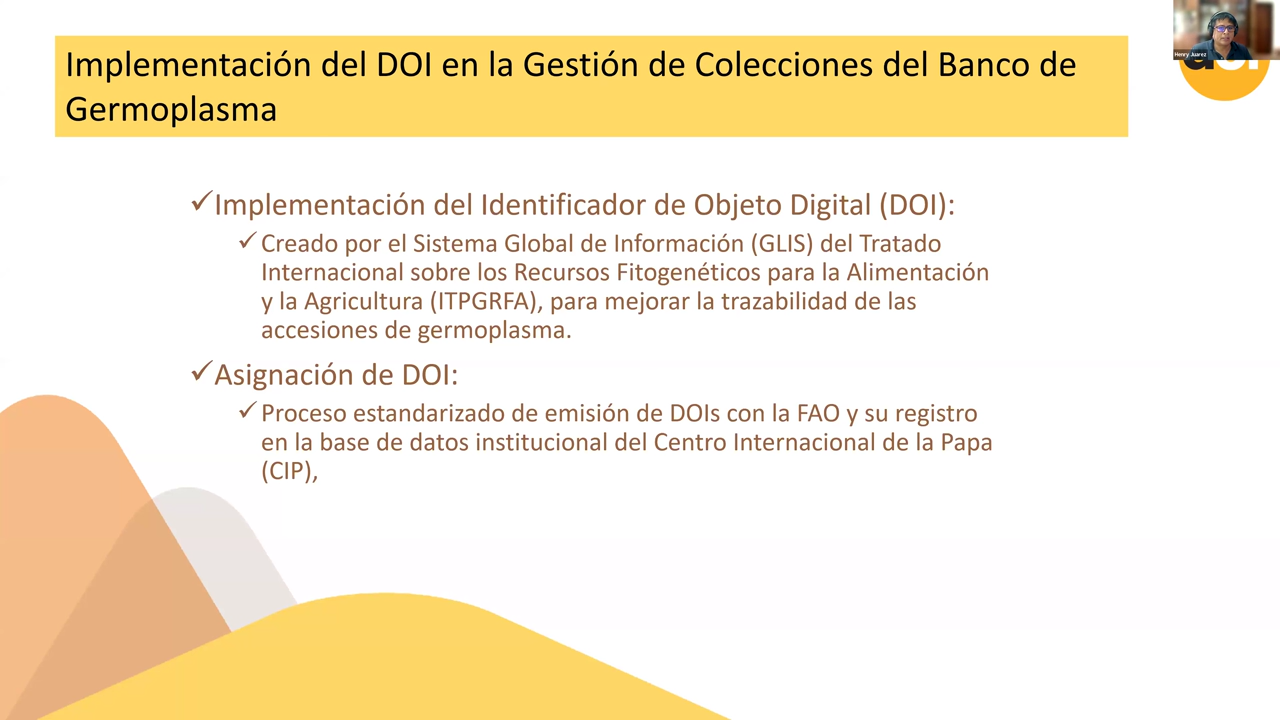 Implementación del DOI en la Gestión de Colecciones del Banco de
Germoplasma
Henry Juarez
✓Implementación del Identificador de Objeto Digital (DOI):
✓Creado por el Sistema Global de Información (GLIS) del Tratado
Internacional sobre los Recursos Fitogenéticos para la Alimentación
y la Agricultura (ITPGRFA), para mejorar la trazabilidad de las
accesiones de germoplasma.
✓Asignación de DOI:
✓Proceso estandarizado de emisión de DOIs con la FAO y su registro
en la base de datos institucional del Centro Internacional de la Papa
(CIP),